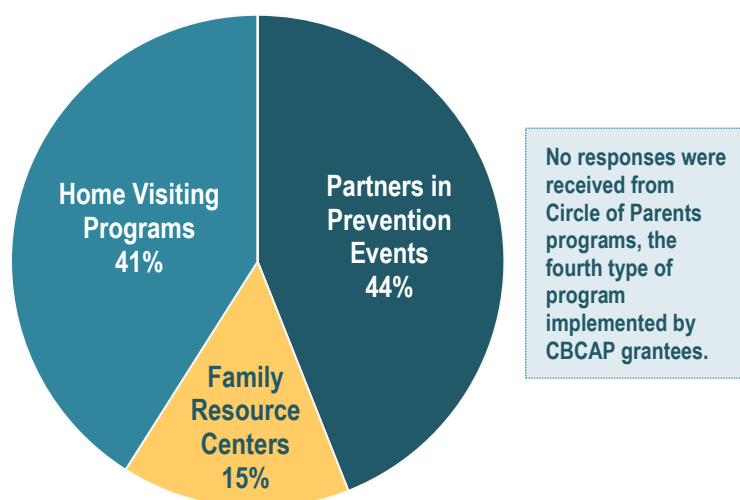 Home Visiting
Programs
41%
Partners in
Prevention
Events
44%
Family
Resource
Centers
15%
No responses were
received from
Circle of Parents
programs, the
fourth type of
program
implemented by
CBCAP grantees.